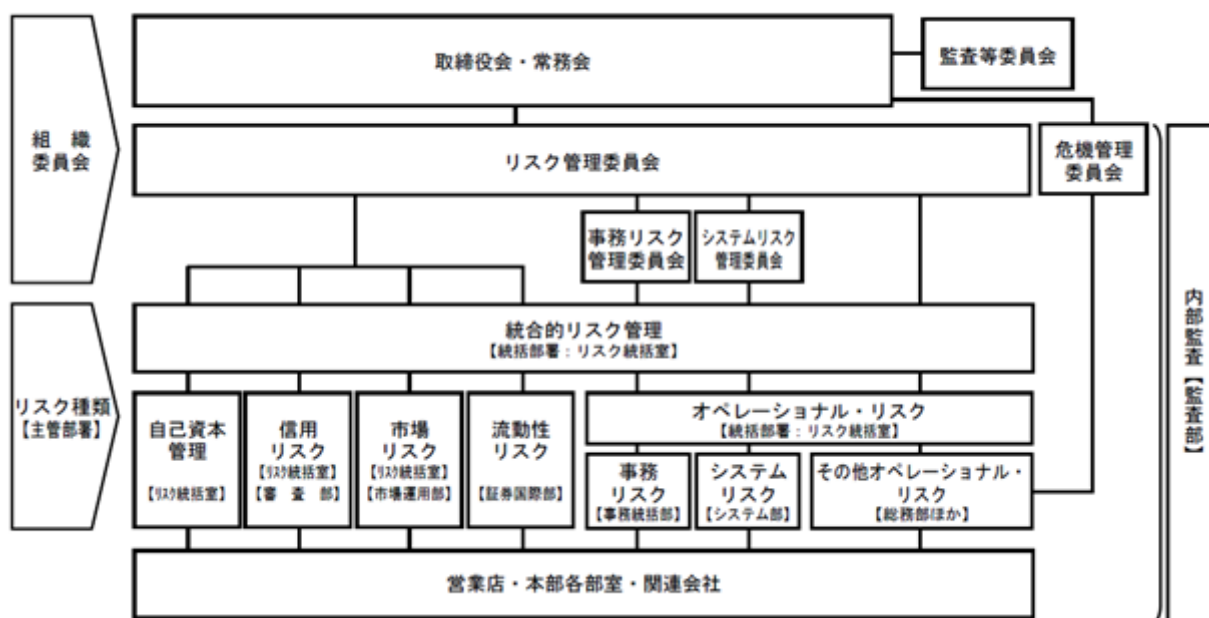 取締役会・常務会
監査等委員会
組 織
委員会
リスク管理委員会
危機管理
委員会
事務リスク
管理委員会
システムリスク
管理委員会
統合的リスク管理
【統括部署：リスク統括室】
リスク種類
【主管部署】
自己資本
管理
【リスク統括室】
信用
リスク
【リスク統括室】
【審 査 部】
市場
リスク
【リスク統括室】
【市場運用部】
流動性
リスク
【証券国際部】
オペレーショナル・リスク
【統括部署：リスク統括室】
事務
リスク
【事務統括部】
システム
リスク
【システム部】
その他オペレーショナル・
リスク
【総務部ほか】
営業店・本部各部室・関連会社
内部監査【監査部】